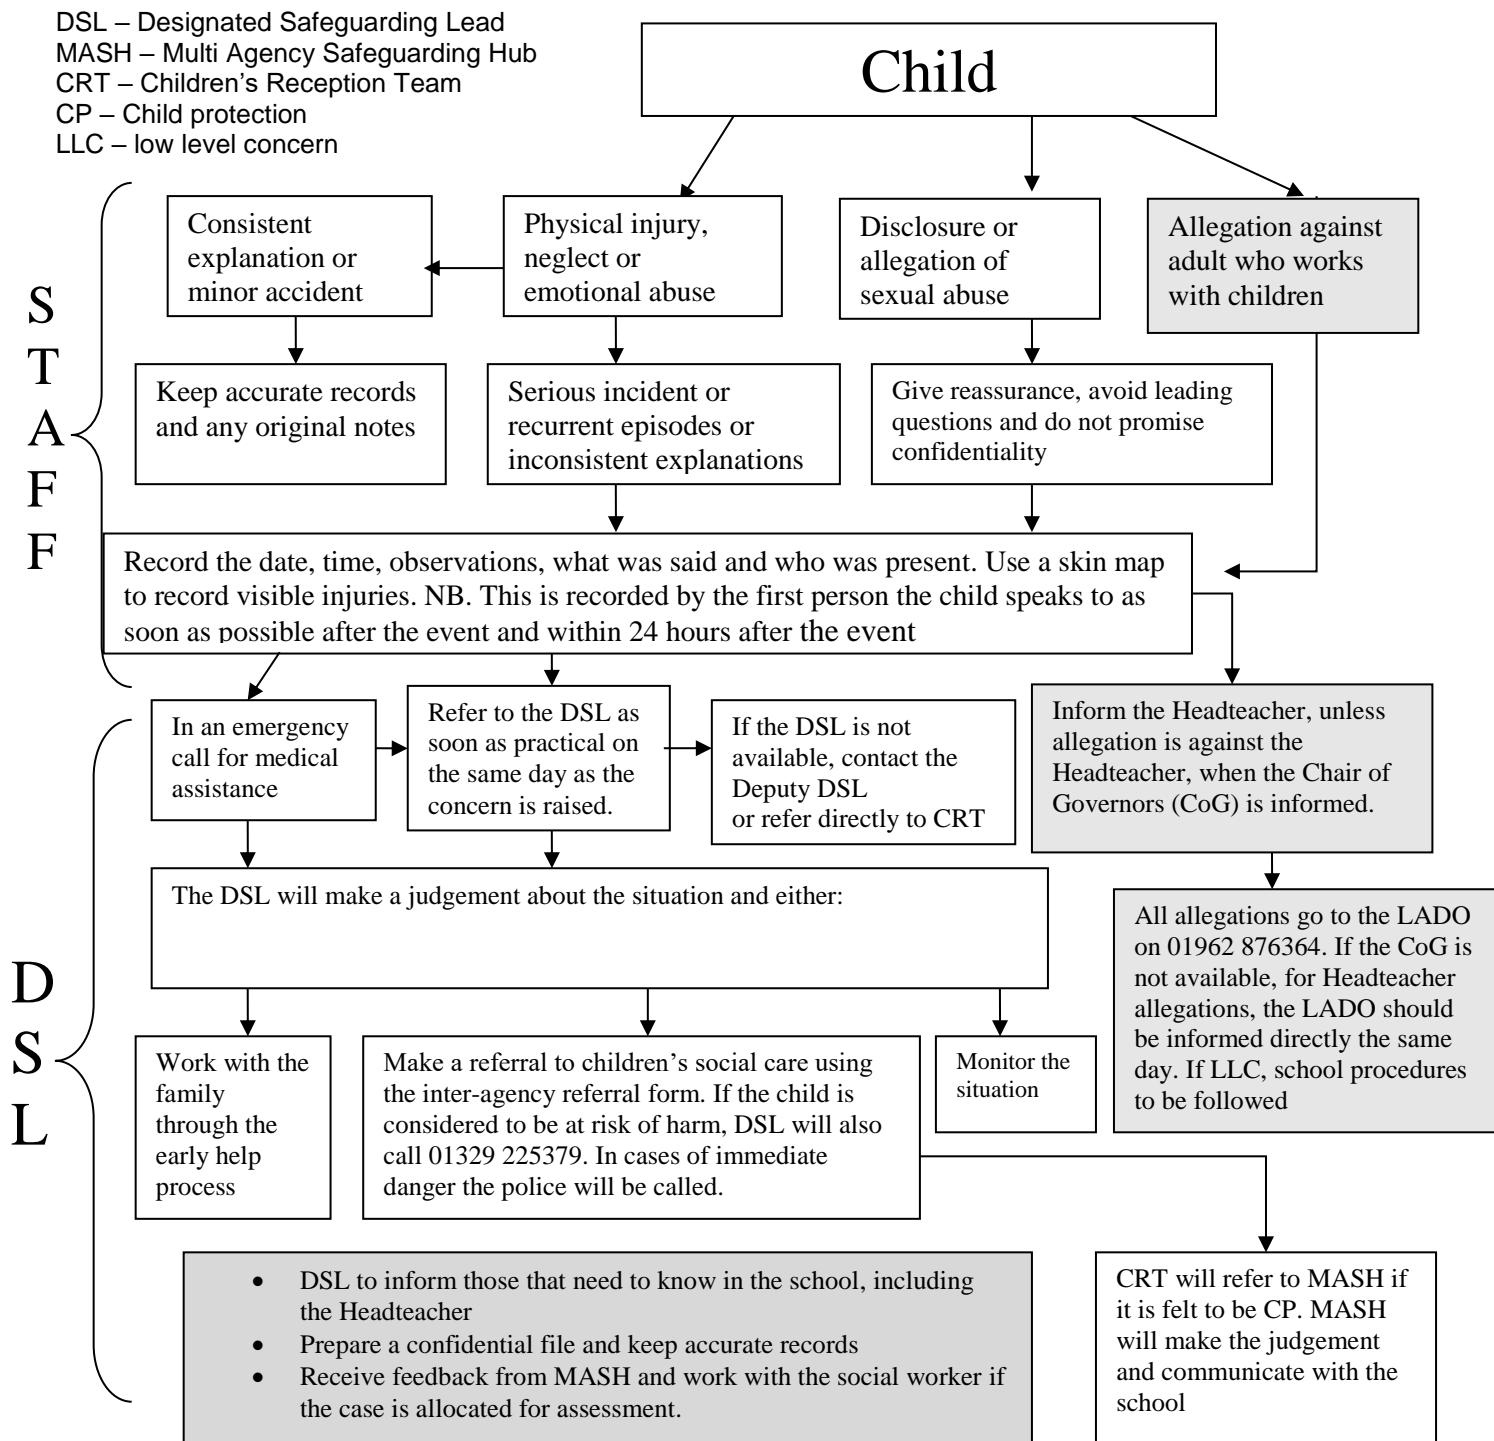 DSL – Designated Safeguarding Lead
MASH – Multi Agency Safeguarding Hub
CRT – Children's Reception Team
CP – Child protection
LLC – low level concern
Child
S
T
A
F
F
Consistent
explanation or
minor accident
Physical injury,
neglect or
emotional abuse
Disclosure or
allegation of
sexual abuse
Allegation against
adult who works
with children
Keep accurate records
and any original notes
Serious incident or
recurrent episodes or
inconsistent explanations
Give reassurance, avoid leading
questions and do not promise
confidentiality
Record the date, time, observations, what was said and who was present. Use a skin map
to record visible injuries. NB. This is recorded by the first person the child speaks to as
soon as possible after the event and within 24 hours after the event
D
S
L
In an emergency
call for medical
assistance
Refer to the DSL as
soon as practical on
the same day as the
concern is raised.
If the DSL is not
available, contact the
Deputy DSL
or refer directly to CRT
Inform the Headteacher, unless
allegation is against the
Headteacher, when the Chair of
Governors (CoG) is informed.
The DSL will make a judgement about the situation and either:
All allegations go to the LADO
on 01962 876364. If the CoG is
not available, for Headteacher
allegations, the LADO should
be informed directly the same
day. If LLC, school procedures
to be followed
Work with the
family
through the
early help
process
Make a referral to children's social care using
the inter-agency referral form. If the child is
considered to be at risk of harm, DSL will also
call 01329 225379. In cases of immediate
danger the police will be called.
Monitor the
situation
• DSL to inform those that need to know in the school, including
the Headteacher
• Prepare a confidential file and keep accurate records
• Receive feedback from MASH and work with the social worker if
the case is allocated for assessment.
CRT will refer to MASH if
it is felt to be CP. MASH
will make the judgement
and communicate with the
school